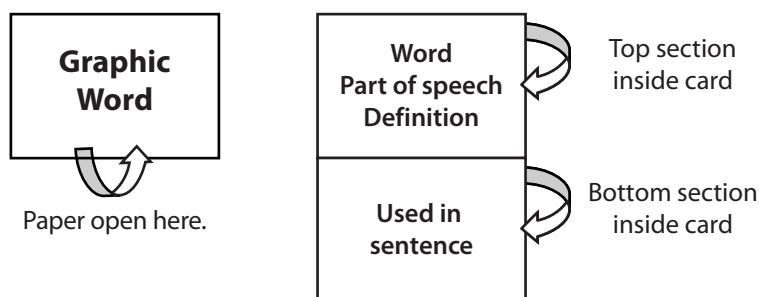 Graphic
Word
Paper open here.
Word
Part of speech
Definition
Top section
inside card
Used in
sentence
Bottom section
inside card